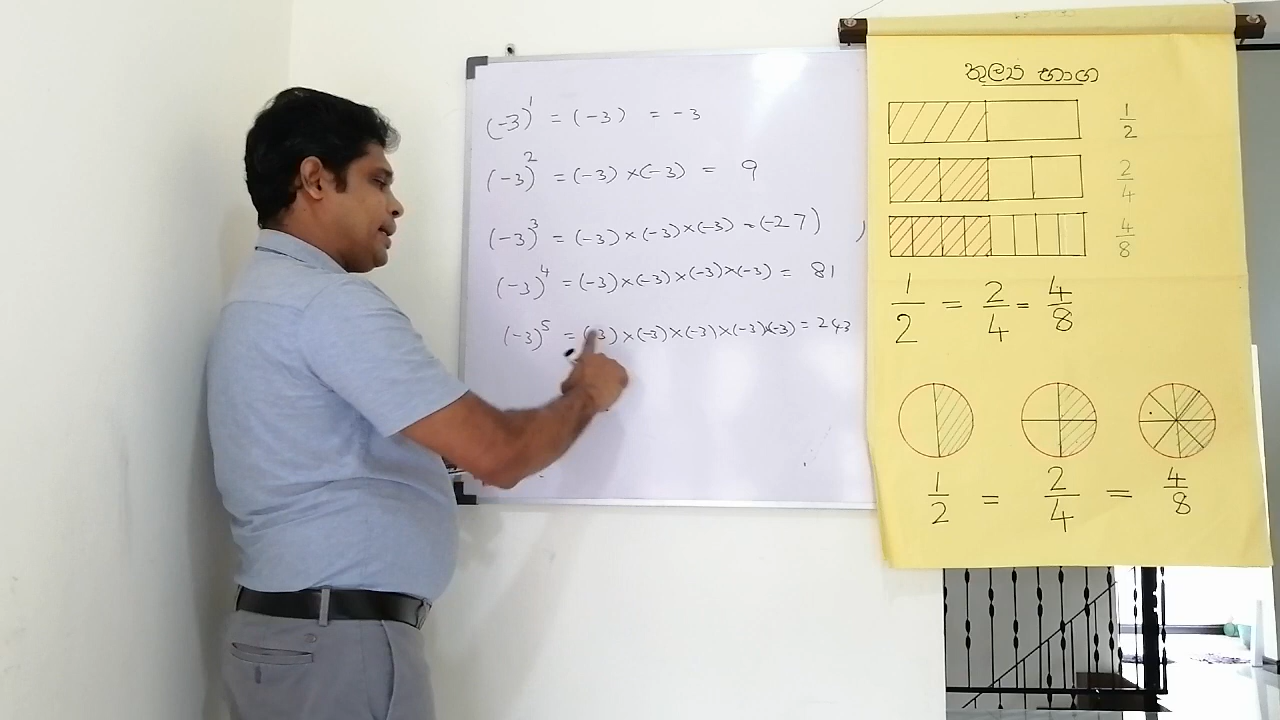 (-3)¹ = (-3) = -3
(-3)² = (-3) × (-3) = 9
(-3)³ = (-3) × (-3) × (-3) = (-27) ,
(-3)⁴ = (-3) × (-3) × (-3) × (-3) = 81
(-3)⁵ = (-3) × (-3) × (-3) × (-3) × (-3) = 243
තුල්‍ය භාග
1/2
2/4
4/8
1/2 = 2/4 = 4/8
1/2 = 2/4 = 4/8